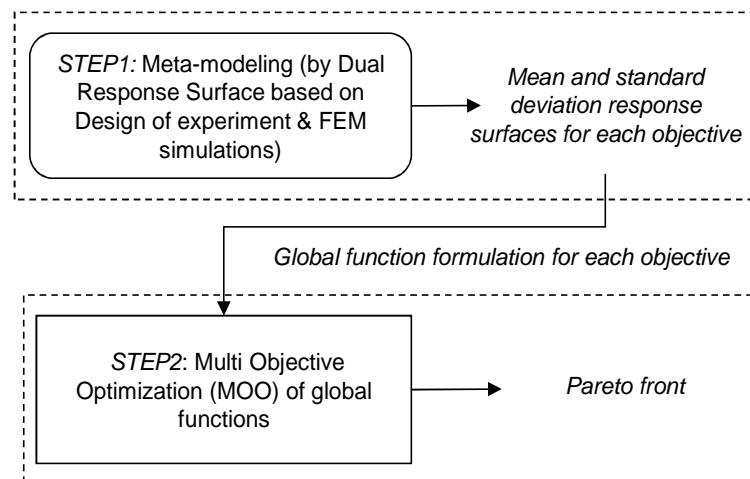 STEP1: Meta-modeling (by Dual
Response Surface based on
Design of experiment & FEM
simulations)
Mean and standard
deviation response
surfaces for each objective
Global function formulation for each objective
STEP2: Multi Objective
Optimization (MOO) of global
functions
Pareto front